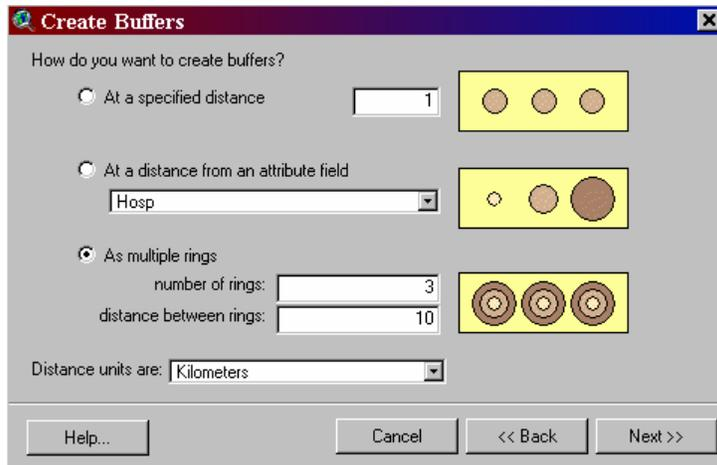 Create Buffers
How do you want to create buffers?
At a specified distance 1
At a distance from an attribute field
Hosp
As multiple rings
number of rings: 3
distance between rings: 10
Distance units are: Kilometers
Help... Cancel << Back Next >>